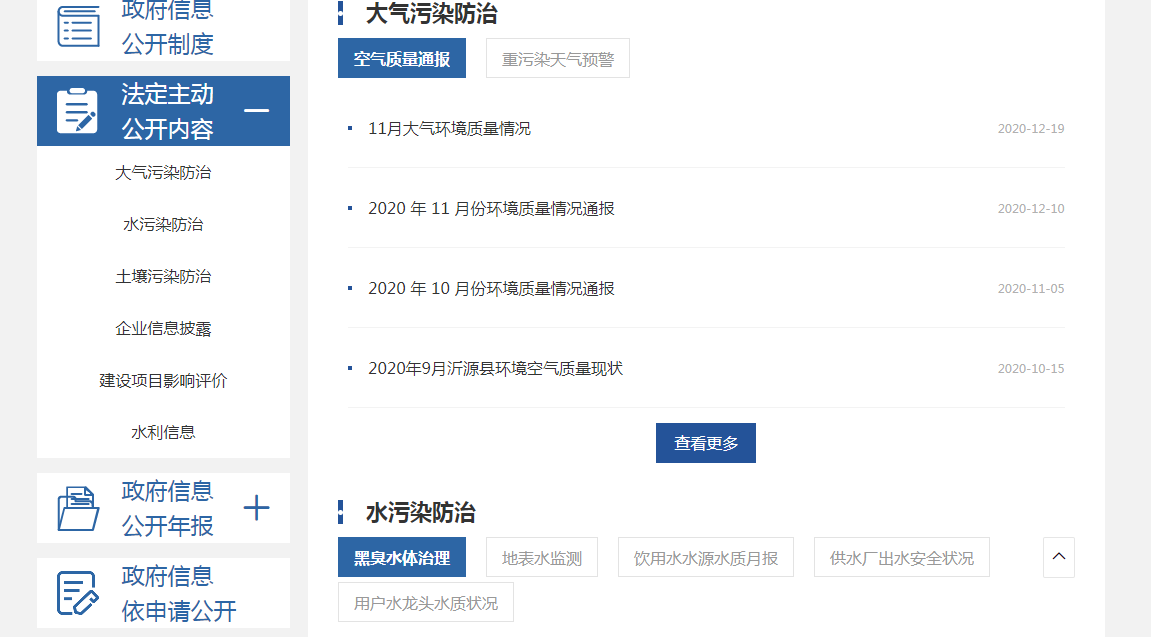 政府信息
公开制度
法定主动
公开内容
大气污染防治
水污染防治
土壤污染防治
企业信息披露
建设项目影响评价
水利信息
政府信息
公开年报
政府信息
依申请公开
大气污染防治
空气质量通报 重污染天气预警
11月大气环境质量情况 2020-12-19
2020 年 11 月份环境质量情况通报 2020-12-10
2020 年 10 月份环境质量情况通报 2020-11-05
2020年9月沂源县环境空气质量现状 2020-10-15
查看更多
水污染防治
黑臭水体治理 地表水监测 饮用水水源水质月报 供水厂出水安全状况
用户水龙头水质状况